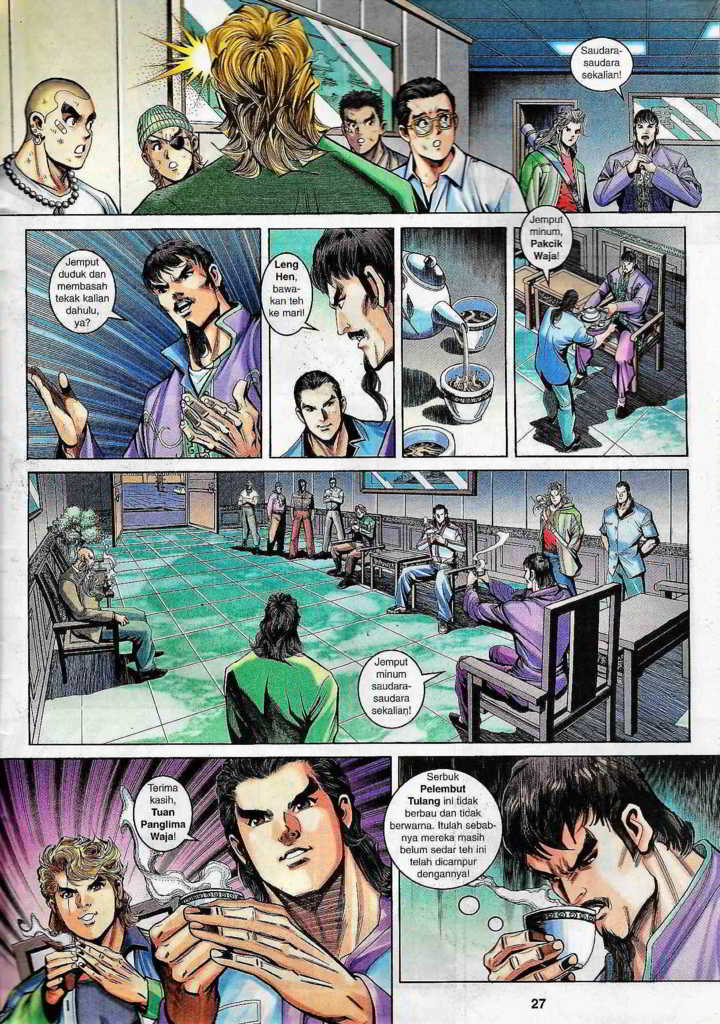 Saudara-
saudara
sekalian!
Jemput
duduk dan
membasah
tekak kalian
dahulu,
ya?
Leng
Hen,
bawa-
kan teh
ke mari!
Jemput
minum,
Pakcik
Waja!
Jemput
minum
saudara-
saudara
sekalian!
Terima
kasih,
Tuan
Panglima
Waja!
Serbuk
Pelembut
Tulang ini tidak
berbau dan tidak
berwarna. Itulah sebab-
nya mereka masih
belum sedar teh ini
telah dicampur
dengannya!
27